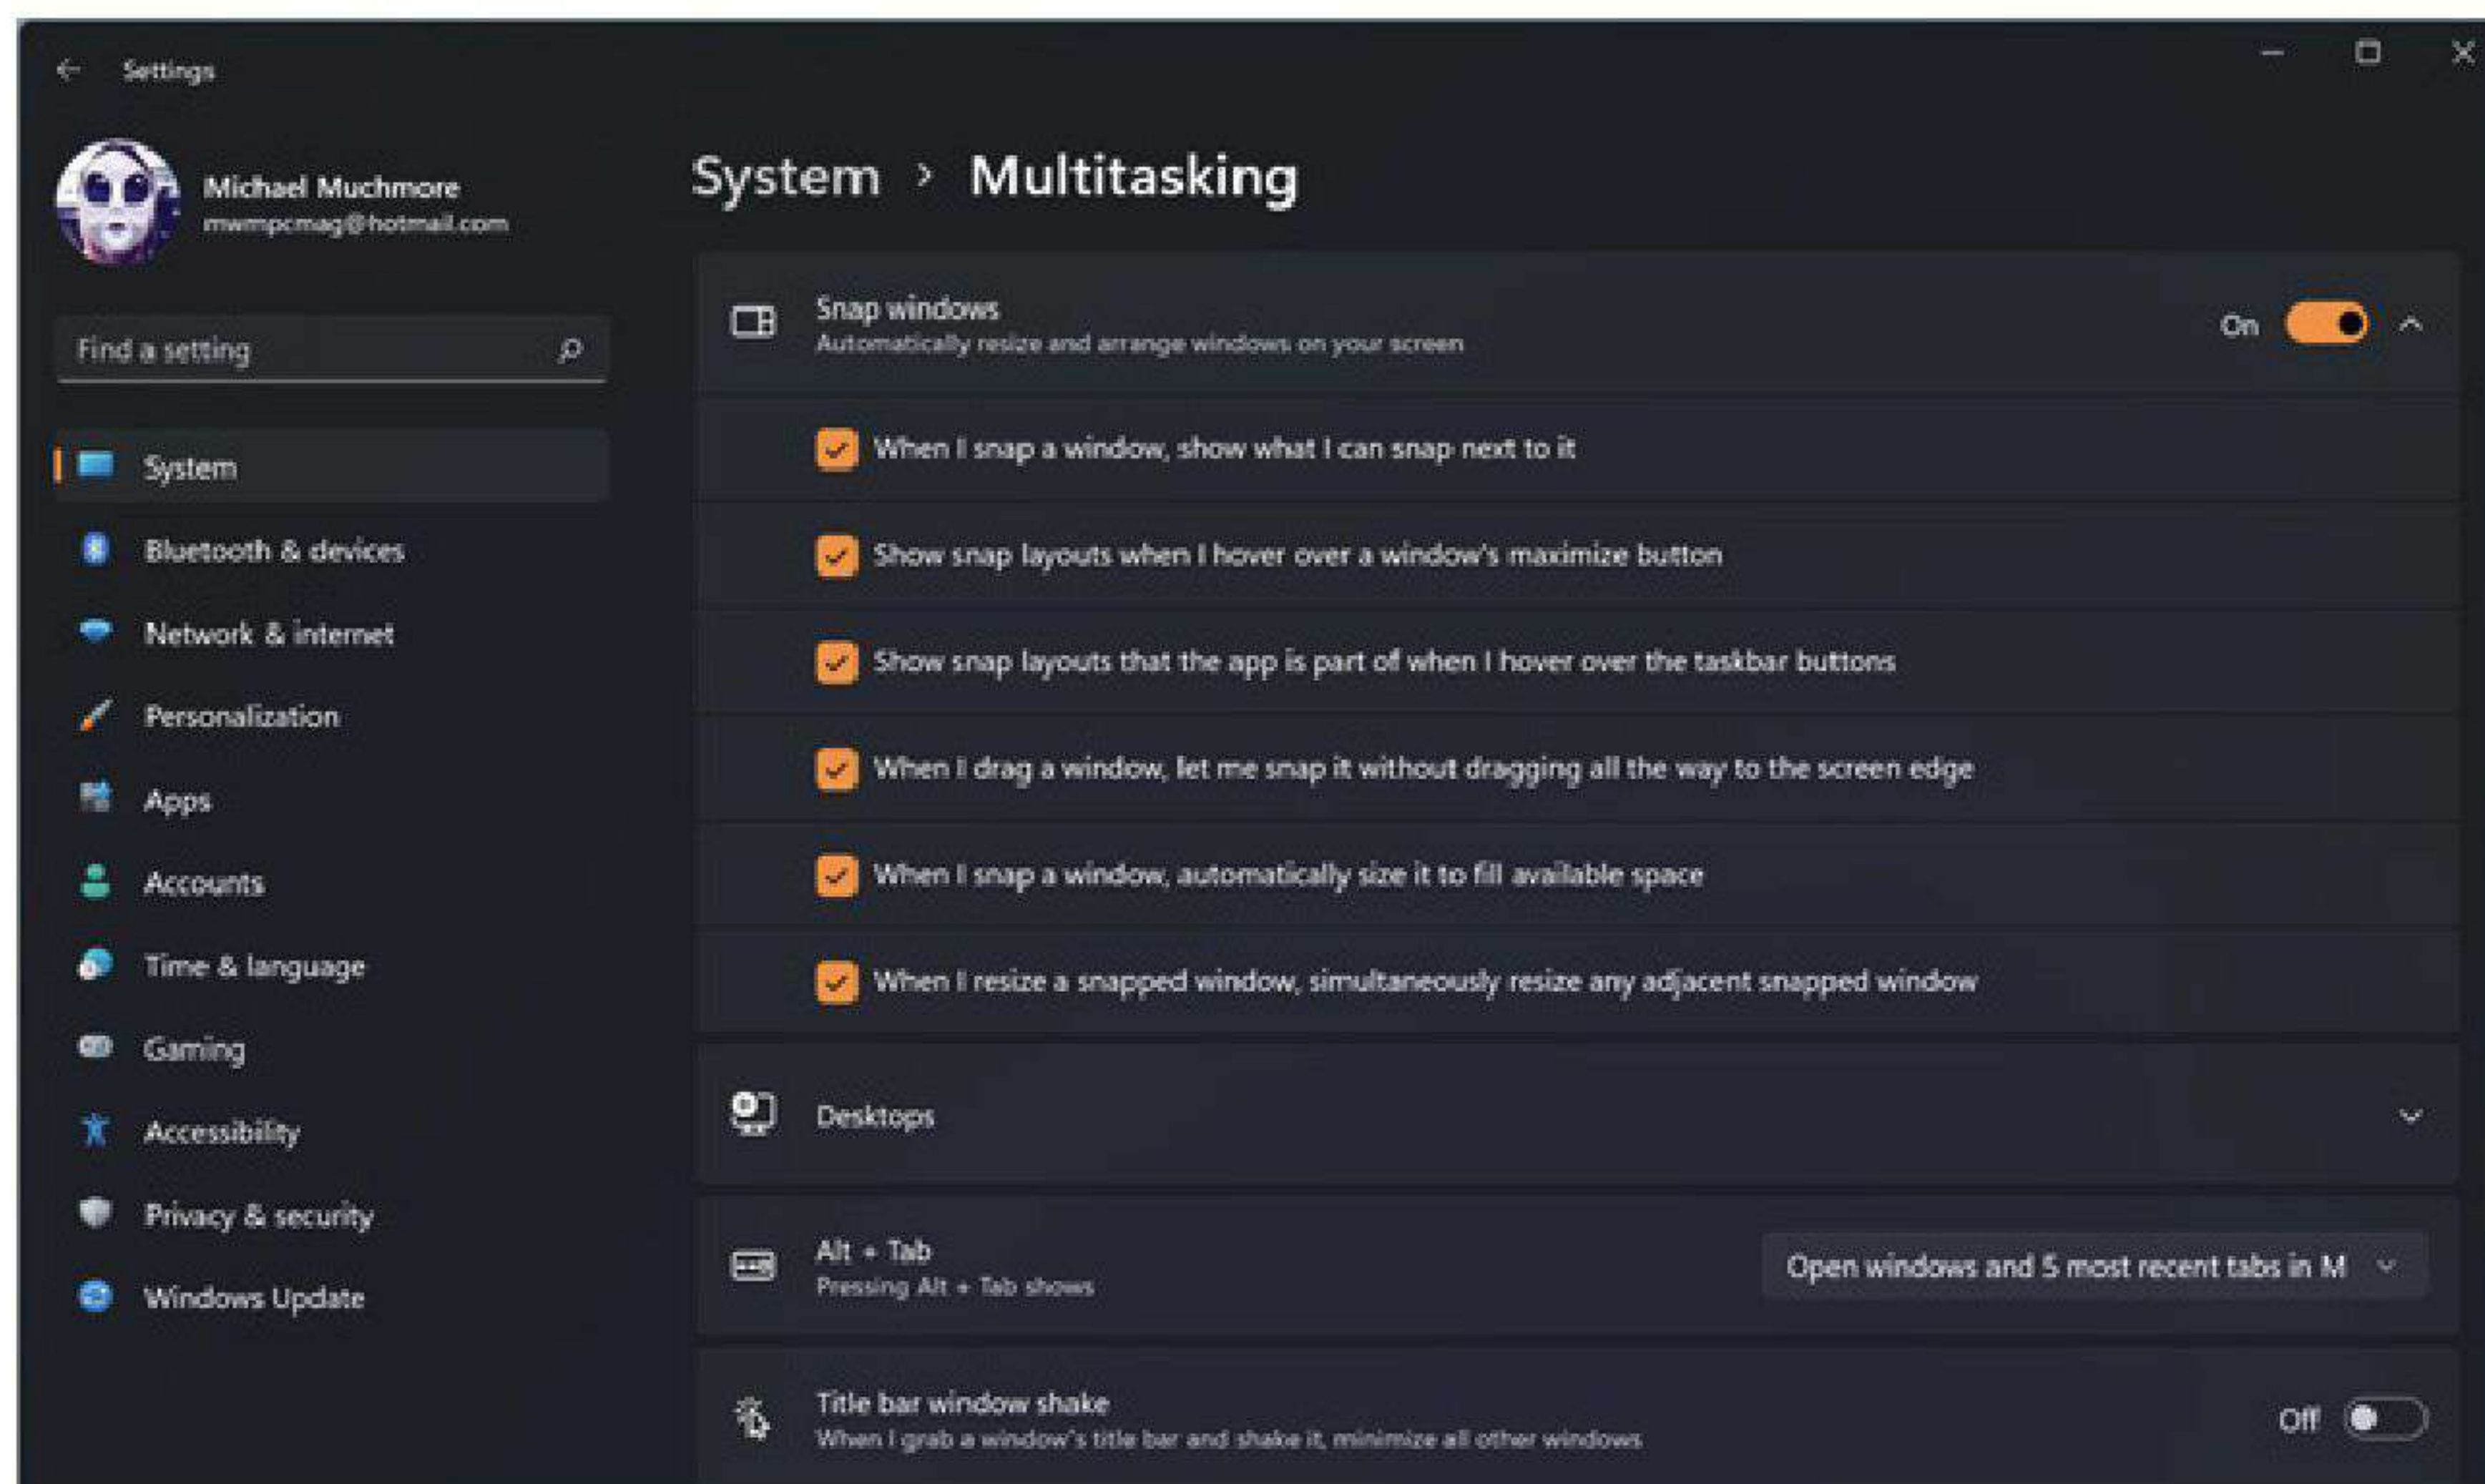 Settings
Michael Muchmore
mwmpcmag@hotmail.com
Find a setting
System
Bluetooth & devices
Network & internet
Personalization
Apps
Accounts
Time & language
Gaming
Accessibility
Privacy & security
Windows Update
System > Multitasking
Snap windows
Automatically resize and arrange windows on your screen
On
When I snap a window, show what I can snap next to it
Show snap layouts when I hover over a window's maximize button
Show snap layouts that the app is part of when I hover over the taskbar buttons
When I drag a window, let me snap it without dragging all the way to the screen edge
When I snap a window, automatically size it to fill available space
When I resize a snapped window, simultaneously resize any adjacent snapped window
Desktops
Alt + Tab
Pressing Alt + Tab shows
Open windows and 5 most recent tabs in M
Title bar window shake
When I grab a window's title bar and shake it, minimize all other windows
Off